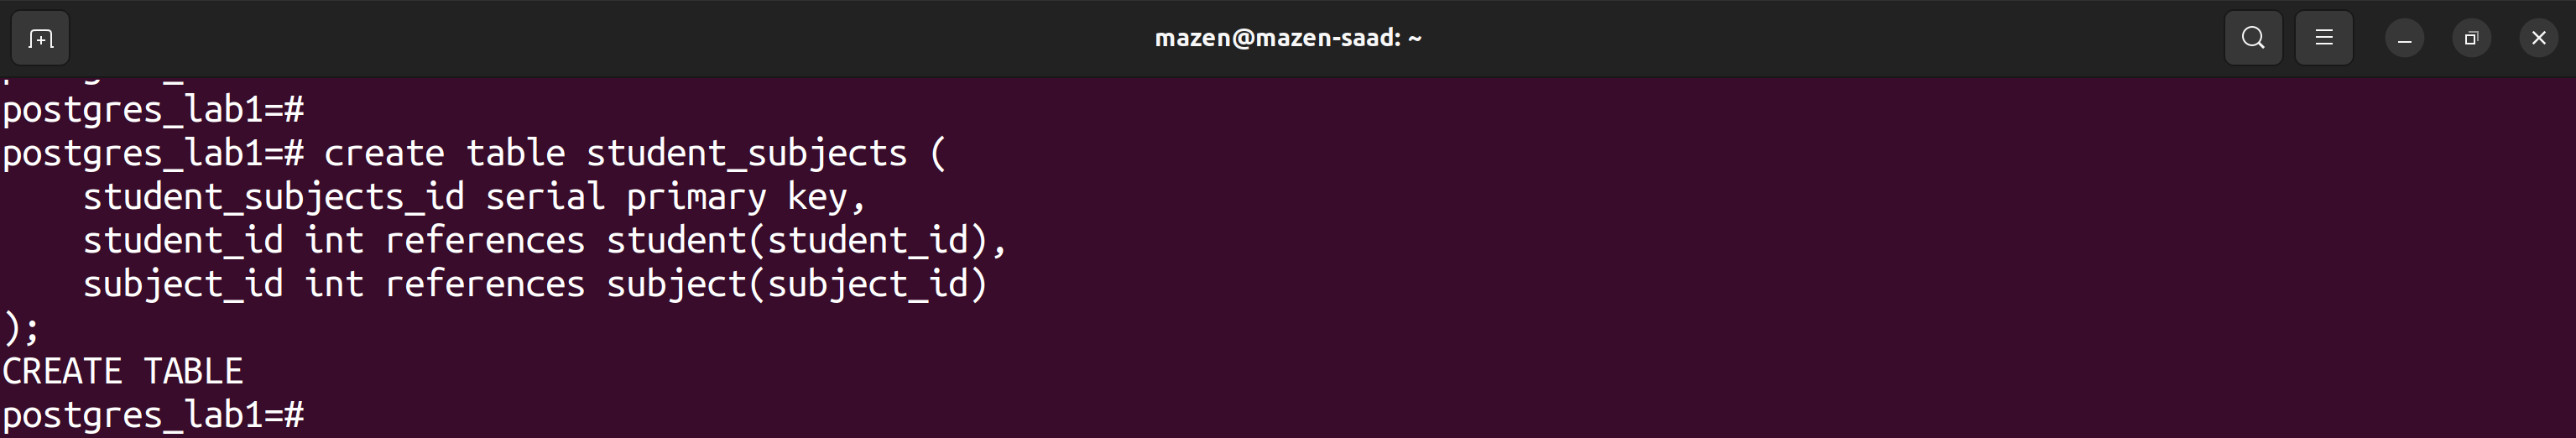 mazen@mazen-saad: ~
postgres_lab1=#
postgres_lab1=# create table student_subjects (
    student_subjects_id serial primary key,
    student_id int references student(student_id),
    subject_id int references subject(subject_id)
);
CREATE TABLE
postgres_lab1=#